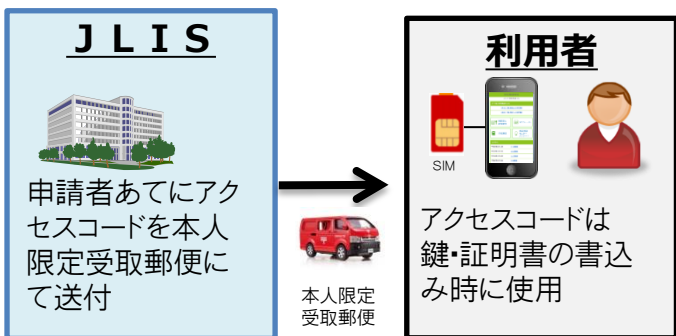 ＪＬＩＳ
申請者あてにアク
セスコードを本人
限定受取郵便に
て送付
本人限定
受取郵便
利用者
SIM
アクセスコードは
鍵・証明書の書込
み時に使用